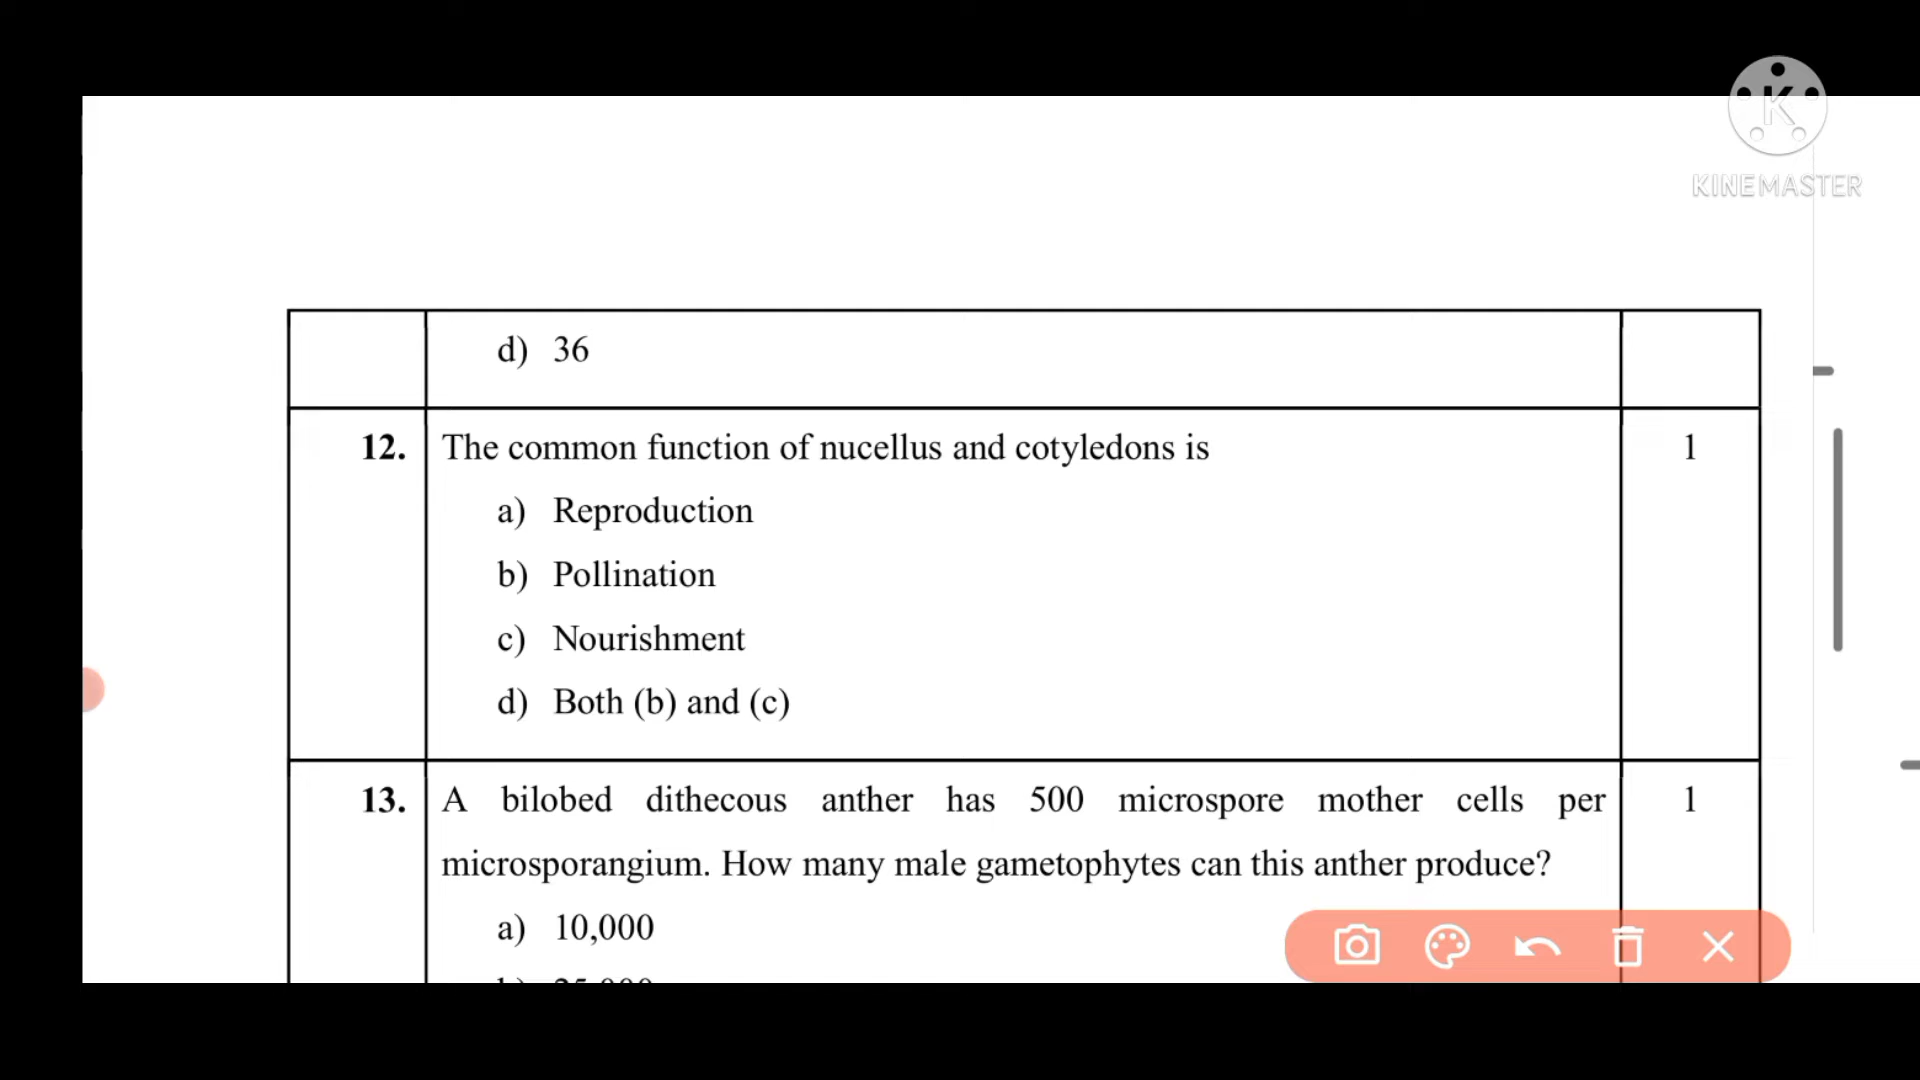 KINEMASTER
d) 36
12. The common function of nucellus and cotyledons is 1
a) Reproduction
b) Pollination
c) Nourishment
d) Both (b) and (c)
13. A bilobed dithecous anther has 500 microspore mother cells per 1
microsporangium. How many male gametophytes can this anther produce?
a) 10,000